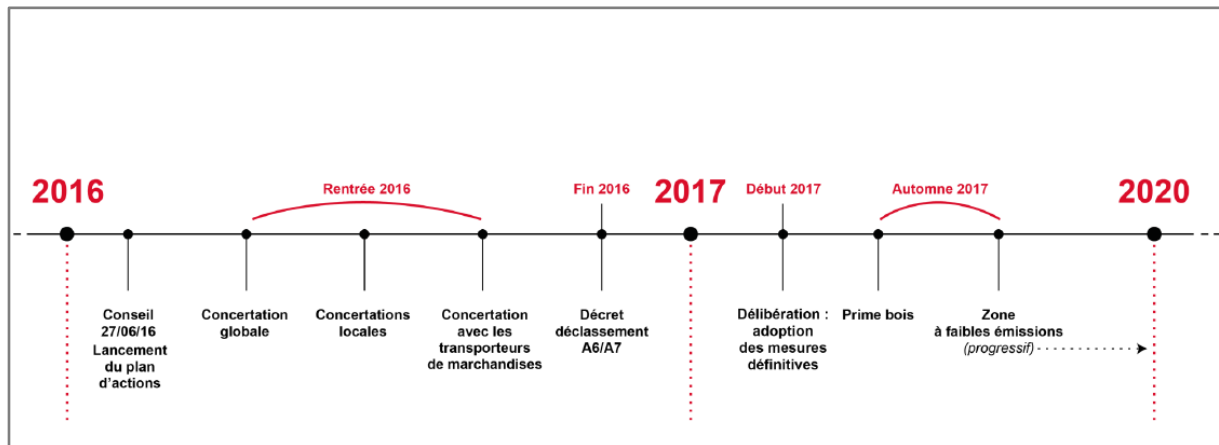 2016
Rentrée 2016
Fin 2016
2017
Début 2017
Automne 2017
2020
Conseil
27/06/16
Lancement
du plan
d’actions
Concertation
globale
Concertations
locales
Concertation
avec les
transporteurs
de marchandises
Décret
déclassement
A6/A7
Délibération :
adoption
des mesures
définitives
Prime bois
Zone
à faibles émissions
(progressif)